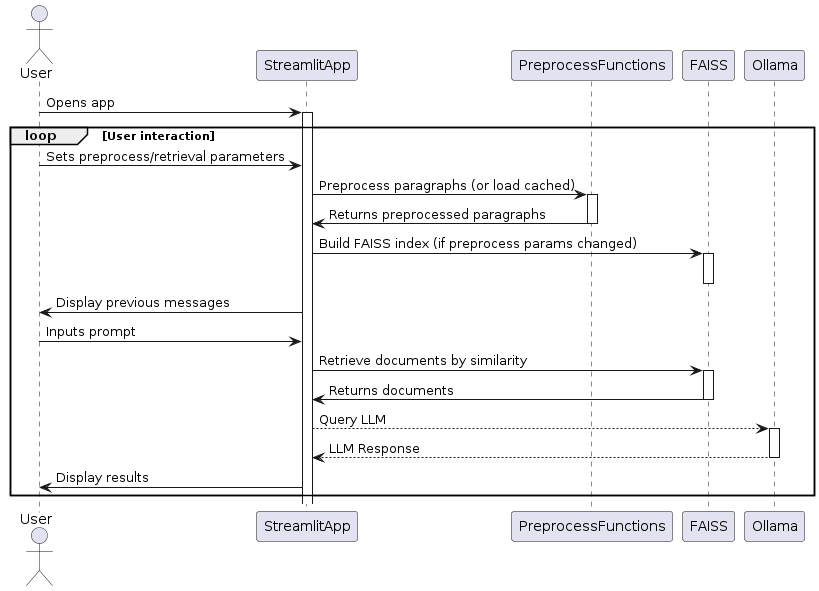 User
StreamlitApp
PreprocessFunctions
FAISS
Ollama
Opens app
loop
[User interaction]
Sets preprocess/retrieval parameters
Preprocess paragraphs (or load cached)
Returns preprocessed paragraphs
Build FAISS index (if preprocess params changed)
Display previous messages
Inputs prompt
Retrieve documents by similarity
Returns documents
Query LLM
LLM Response
Display results
User
StreamlitApp
PreprocessFunctions
FAISS
Ollama